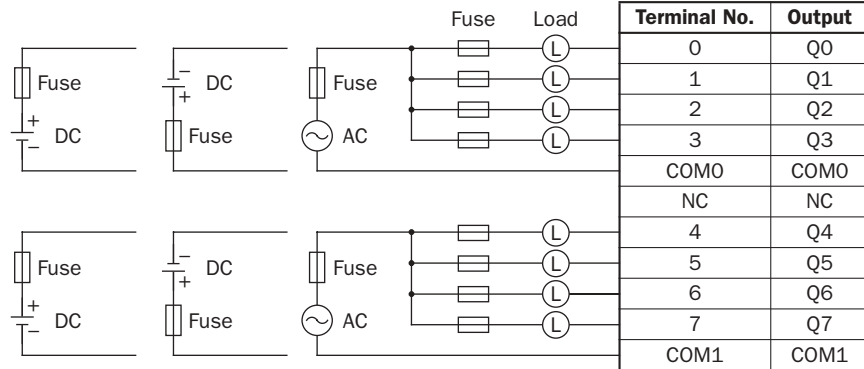 Fuse Load Terminal No. Output
L 0 Q0
Fuse − DC Fuse L 1 Q1
+
+ L 2 Q2
DC Fuse AC L 3 Q3
−
COM0 COM0
NC NC
L 4 Q4
Fuse − DC Fuse L 5 Q5
+
+ L 6 Q6
DC Fuse AC L 7 Q7
−
COM1 COM1